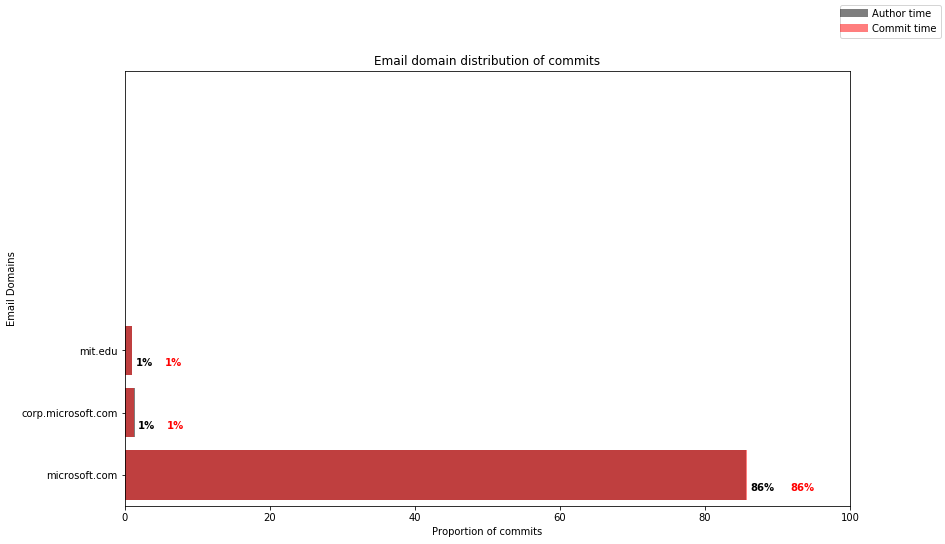 Author time
Commit time
Email domain distribution of commits
Email Domains
mit.edu
1% 1%
corp.microsoft.com
1% 1%
microsoft.com
86% 86%
0 20 40 60 80 100
Proportion of commits